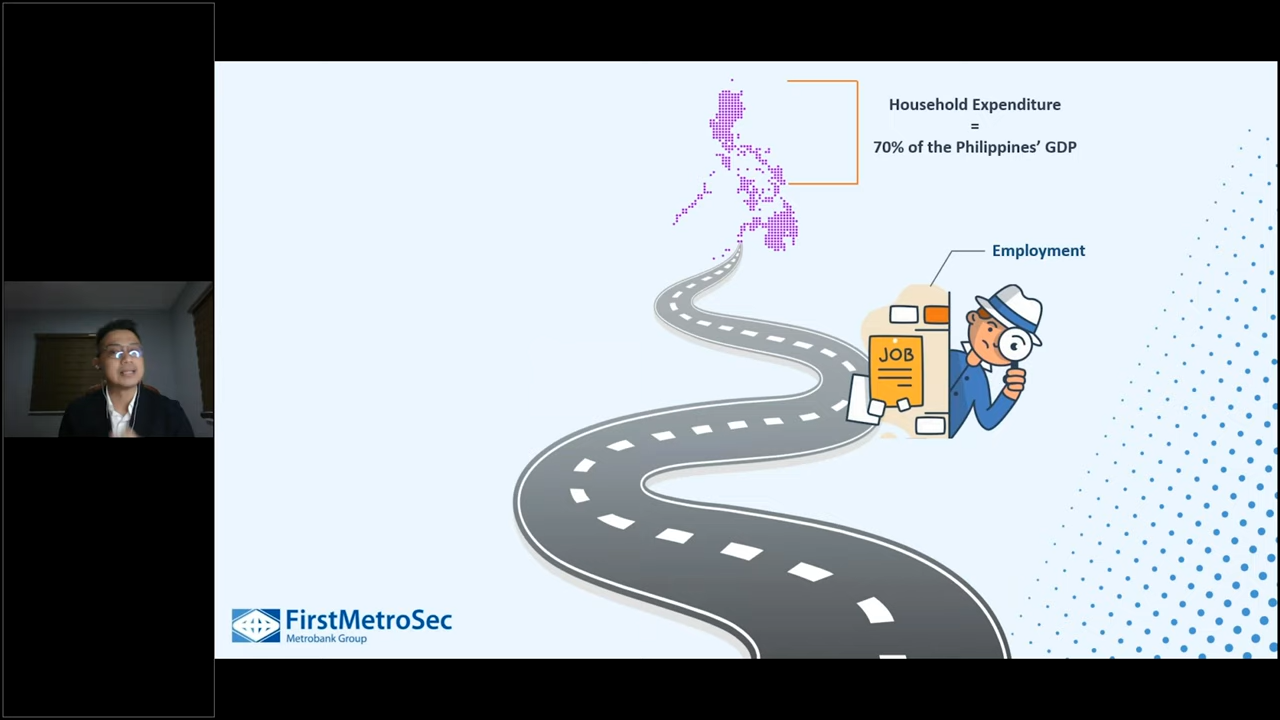 Household Expenditure
=
70% of the Philippines’ GDP
Employment
JOB
FirstMetroSec
Metrobank Group